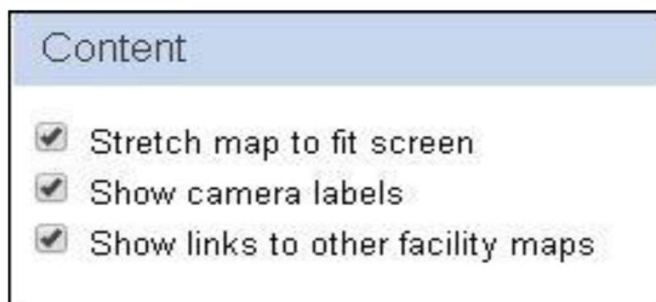 Content
Stretch map to fit screen
Show camera labels
Show links to other facility maps